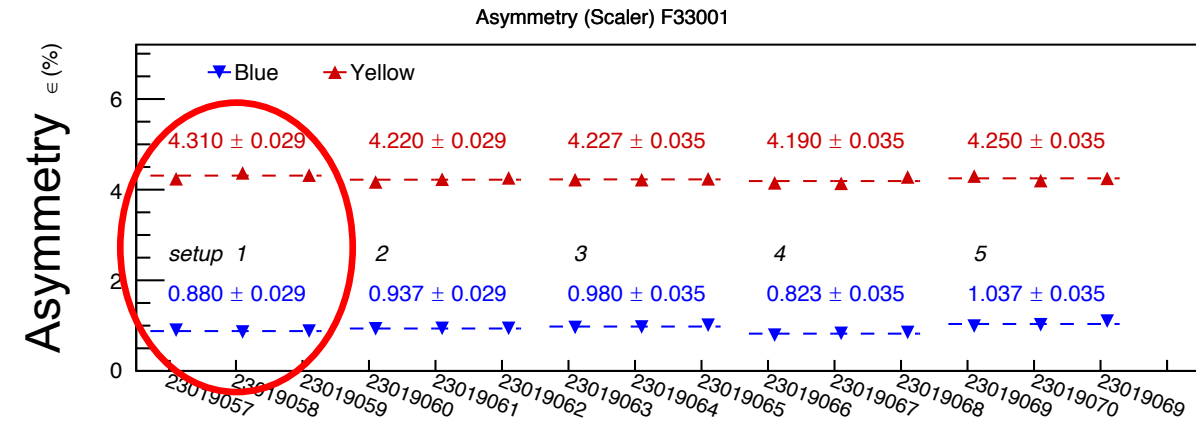 Asymmetry (Scaler) F33001
Asymmetry ∈ (%)
Blue Yellow
6
4.310 ± 0.029 4.220 ± 0.029 4.227 ± 0.035 4.190 ± 0.035 4.250 ± 0.035
4
setup 1 2 3 4 5
2
0.880 ± 0.029 0.937 ± 0.029 0.980 ± 0.035 0.823 ± 0.035 1.037 ± 0.035
0
23019057 23019058 23019059 23019060 23019061 23019062 23019063 23019064 23019065 23019066 23019067 23019068 23019069 23019070 23019069